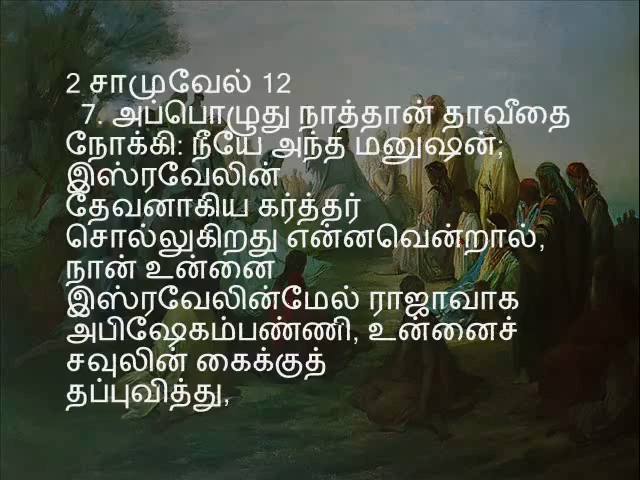 2 சாமுவேல் 12
7. அப்பொழுது நாத்தான் தாவீதை
நோக்கி: நீயே அந்த மனுஷன்;
இஸ்ரவேலின்
தேவனாகிய கர்த்தர்
சொல்லுகிறது என்னவென்றால்,
நான் உன்னை
இஸ்ரவேலின்மேல் ராஜாவாக
அபிஷேகம்பண்ணி, உன்னைச்
சவுலின் கைக்குத்
தப்புவித்து,